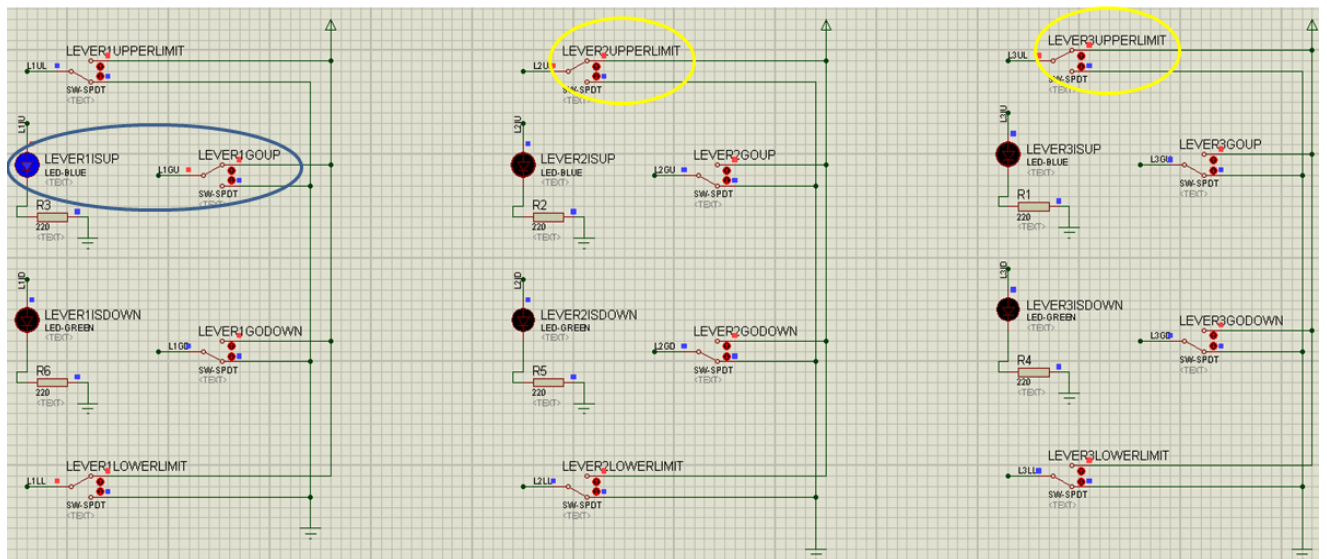 LEVER1UPPERLIMIT
L1UL
SW-SPDT
<TEXT>
LEVER2UPPERLIMIT
L2UL
SW-SPDT
<TEXT>
LEVER3UPPERLIMIT
L3UL
SW-SPDT
<TEXT>
L1IU
LEVER1ISUP
LED-BLUE
<TEXT>
LEVER1GOUP
L1GU
SW-SPDT
<TEXT>
R3
220
<TEXT>
L2IU
LEVER2ISUP
LED-BLUE
<TEXT>
LEVER2GOUP
L2GU
SW-SPDT
<TEXT>
R2
220
<TEXT>
L3IU
LEVER3ISUP
LED-BLUE
<TEXT>
LEVER3GOUP
L3GU
SW-SPDT
<TEXT>
R1
220
<TEXT>
L1ID
LEVER1ISDOWN
LED-GREEN
<TEXT>
LEVER1GODOWN
L1GD
SW-SPDT
<TEXT>
R6
220
<TEXT>
L2ID
LEVER2ISDOWN
LED-GREEN
<TEXT>
LEVER2GODOWN
L2GD
SW-SPDT
<TEXT>
R5
220
<TEXT>
L3ID
LEVER3ISDOWN
LED-GREEN
<TEXT>
LEVER3GODOWN
L3GD
SW-SPDT
<TEXT>
R4
220
<TEXT>
LEVER1LOWERLIMIT
L1LL
SW-SPDT
<TEXT>
LEVER2LOWERLIMIT
L2LL
SW-SPDT
<TEXT>
LEVER3LOWERLIMIT
L3LL
SW-SPDT
<TEXT>